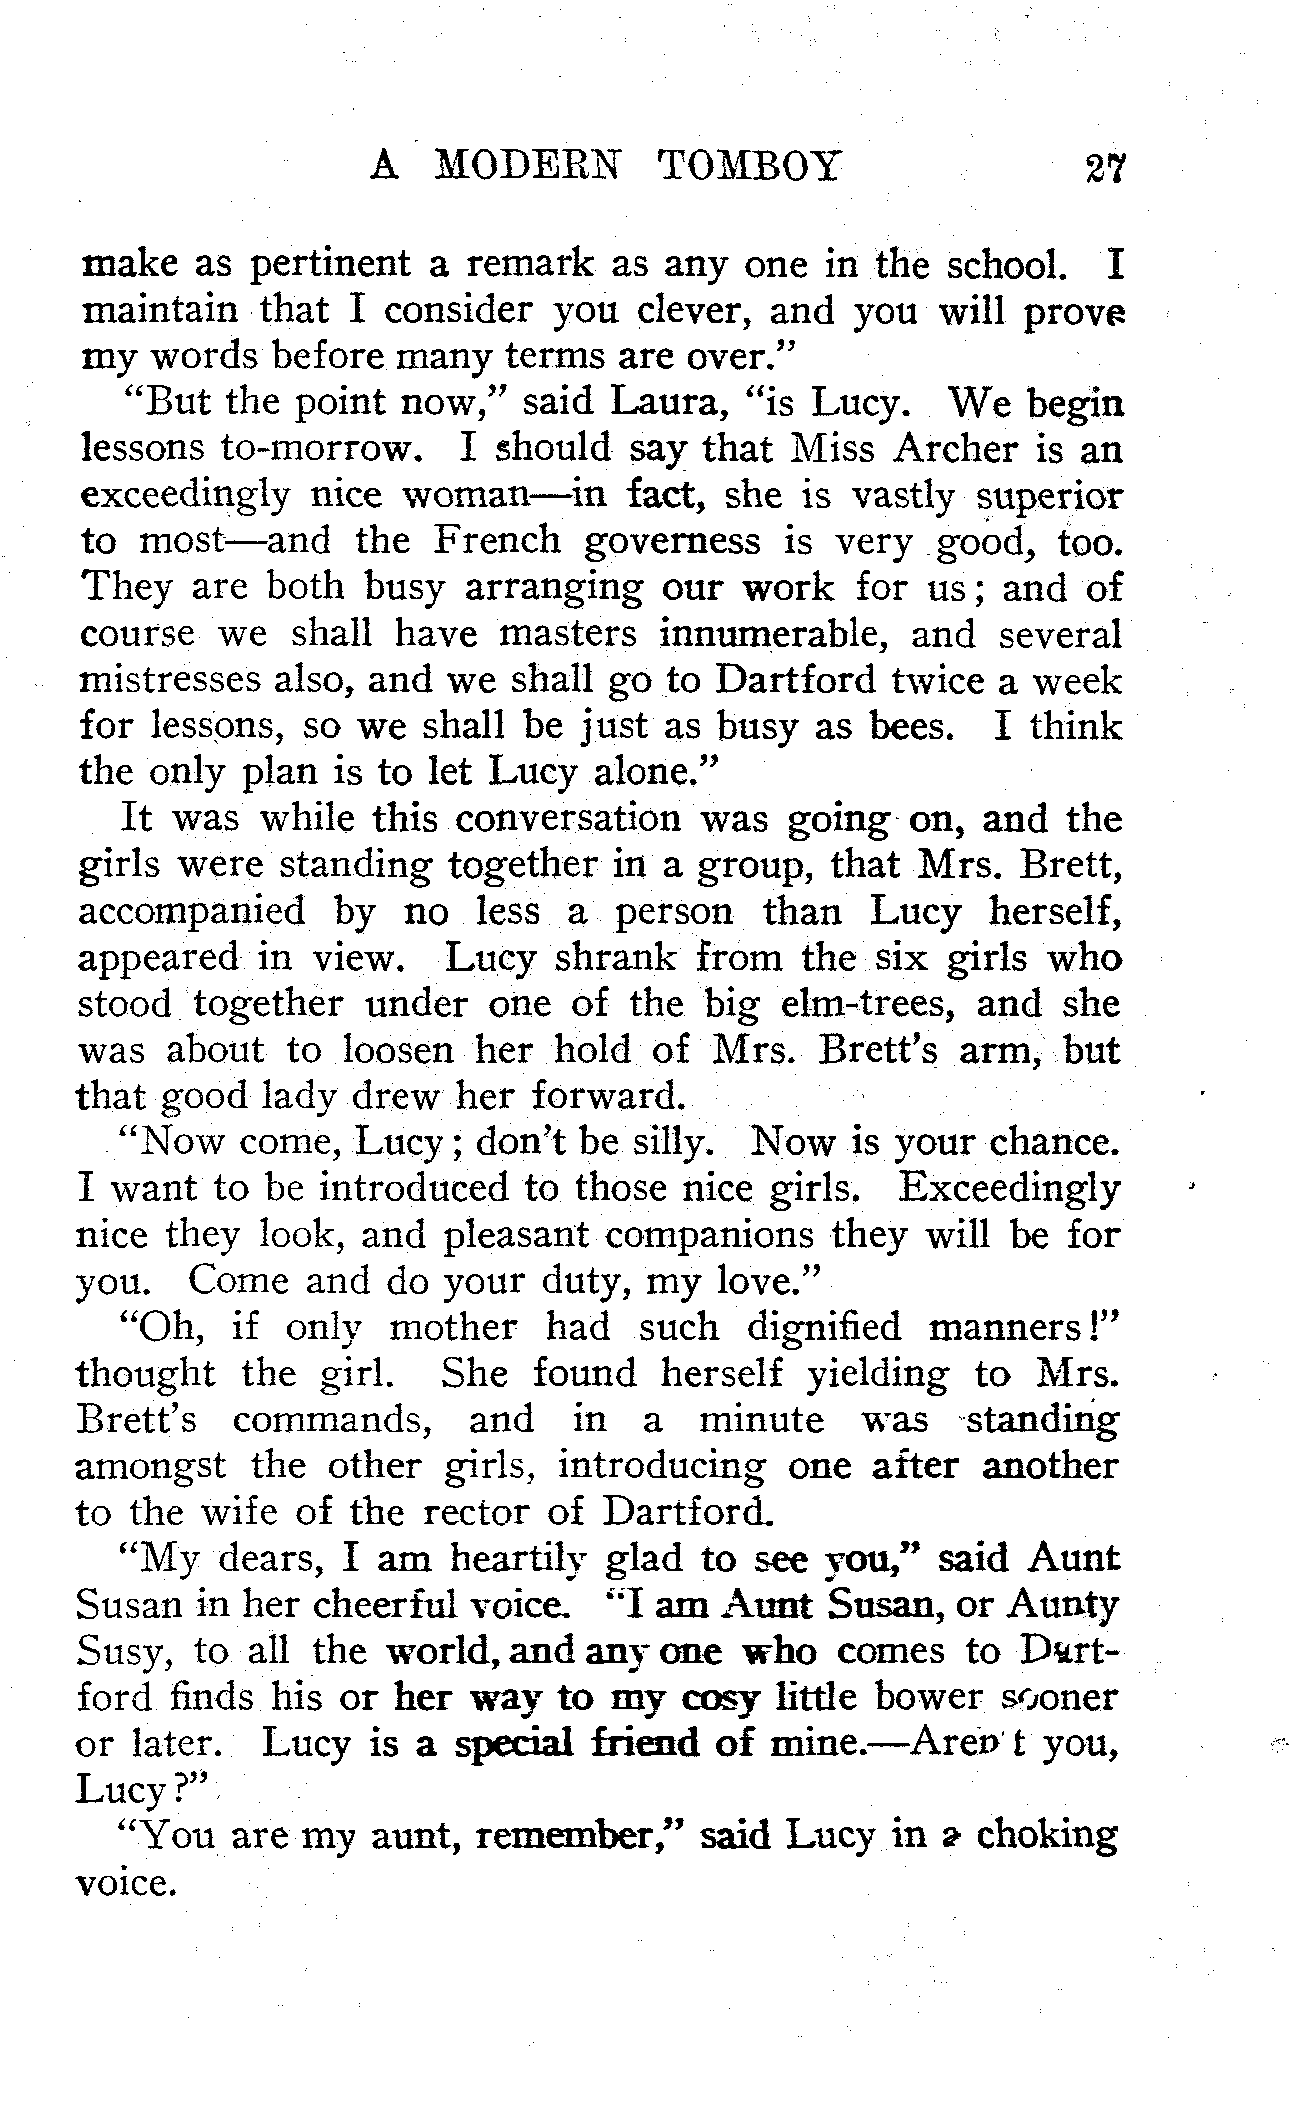 A MODERN TOMBOY 27
make as pertinent a remark as any one in the school. I
maintain that I consider you clever, and you will prove
my words before many terms are over.”
“But the point now,” said Laura, “is Lucy. We begin
lessons to-morrow. I should say that Miss Archer is an
exceedingly nice woman—in fact, she is vastly superior
to most—and the French governess is very good, too.
They are both busy arranging our work for us; and of
course we shall have masters innumerable, and several
mistresses also, and we shall go to Dartford twice a week
for lessons, so we shall be just as busy as bees. I think
the only plan is to let Lucy alone.”
It was while this conversation was going on, and the
girls were standing together in a group, that Mrs. Brett,
accompanied by no less a person than Lucy herself,
appeared in view. Lucy shrank from the six girls who
stood together under one of the big elm-trees, and she
was about to loosen her hold of Mrs. Brett’s arm, but
that good lady drew her forward.
“Now come, Lucy; don’t be silly. Now is your chance.
I want to be introduced to those nice girls. Exceedingly
nice they look, and pleasant companions they will be for
you. Come and do your duty, my love.”
“Oh, if only mother had such dignified manners!”
thought the girl. She found herself yielding to Mrs.
Brett’s commands, and in a minute was standing
amongst the other girls, introducing one after another
to the wife of the rector of Dartford.
“My dears, I am heartily glad to see you,” said Aunt
Susan in her cheerful voice. “I am Aunt Susan, or Aunty
Susy, to all the world, and any one who comes to Dart-
ford finds his or her way to my cosy little bower sooner
or later. Lucy is a special friend of mine.—Aren’t you,
Lucy?”
“You are my aunt, remember,” said Lucy in a choking
voice.